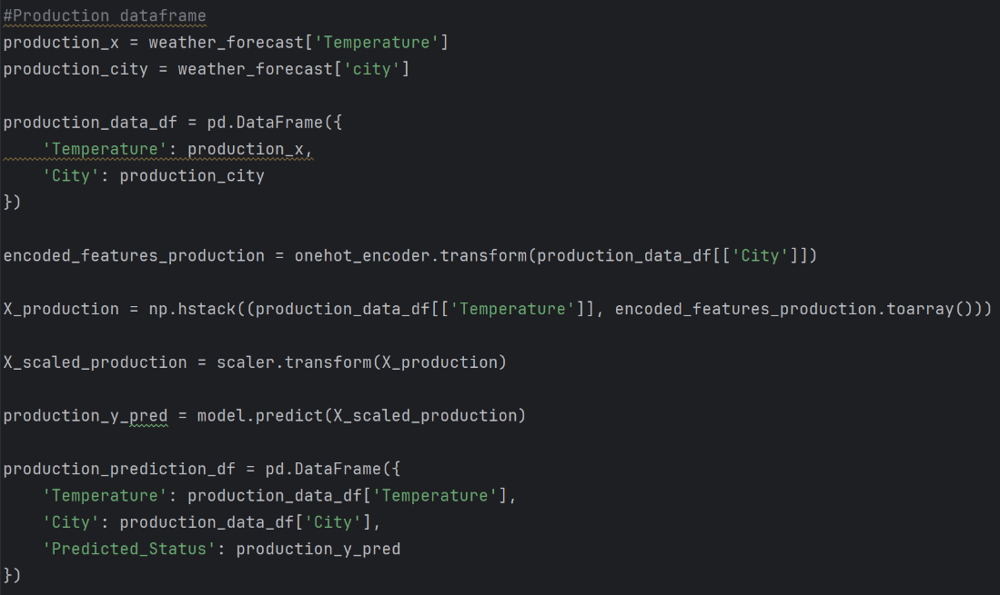 #Production dataframe
production_x = weather_forecast['Temperature']
production_city = weather_forecast['city']
production_data_df = pd.DataFrame({
    'Temperature': production_x,
    'City': production_city
})
encoded_features_production = onehot_encoder.transform(production_data_df[['City']])
X_production = np.hstack((production_data_df[['Temperature']], encoded_features_production.toarray()))
X_scaled_production = scaler.transform(X_production)
production_y_pred = model.predict(X_scaled_production)
production_prediction_df = pd.DataFrame({
    'Temperature': production_data_df['Temperature'],
    'City': production_data_df['City'],
    'Predicted_Status': production_y_pred
})